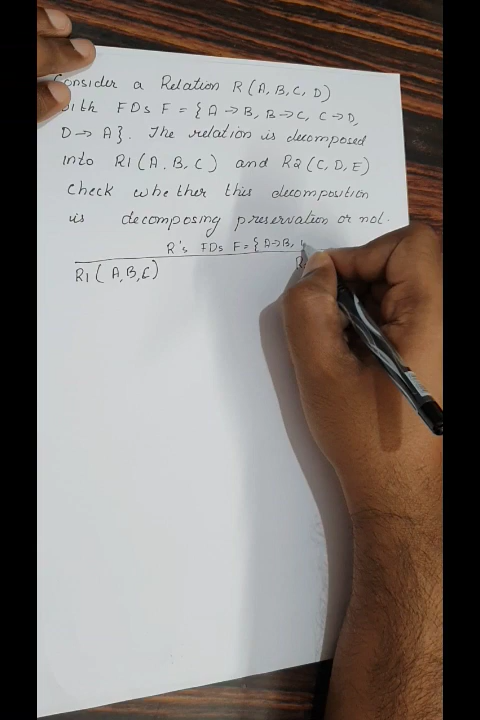 Consider a Relation R(A,B,C,D)
with FDs F = {A→B, B→C, C→D,
D→A}. The relation is decomposed
into R1(A,B,C) and R2(C,D,E)
check whether this decomposition
is decomposing preservation or not.
R's FDs F={A→B,
R1(A,B,C)